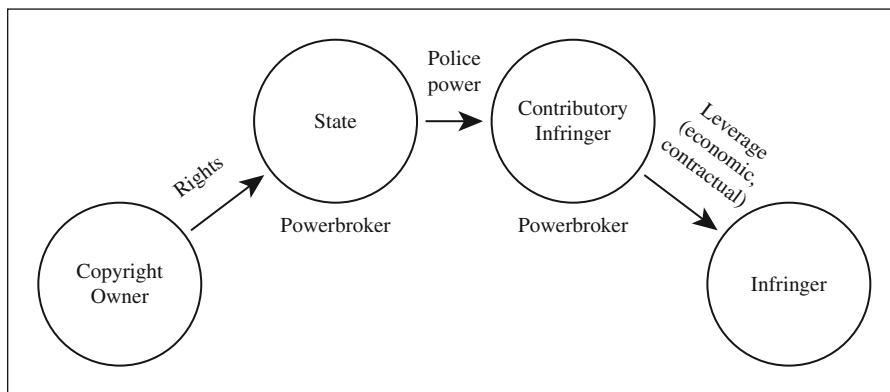 Copyright
Owner
Rights
State
Powerbroker
Police
power
Contributory
Infringer
Powerbroker
Leverage
(economic,
contractual)
Infringer